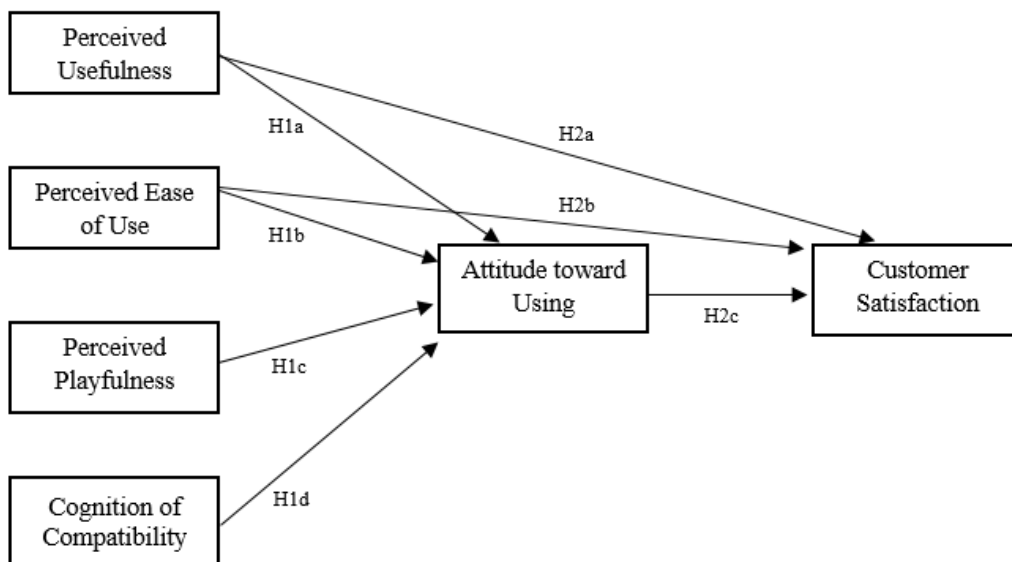 Perceived
Usefulness
H1a
H2a
Perceived Ease
of Use
H2b
H1b
Attitude toward
Using
Customer
Satisfaction
H2c
Perceived
Playfulness
H1c
Cognition of
Compatibility
H1d